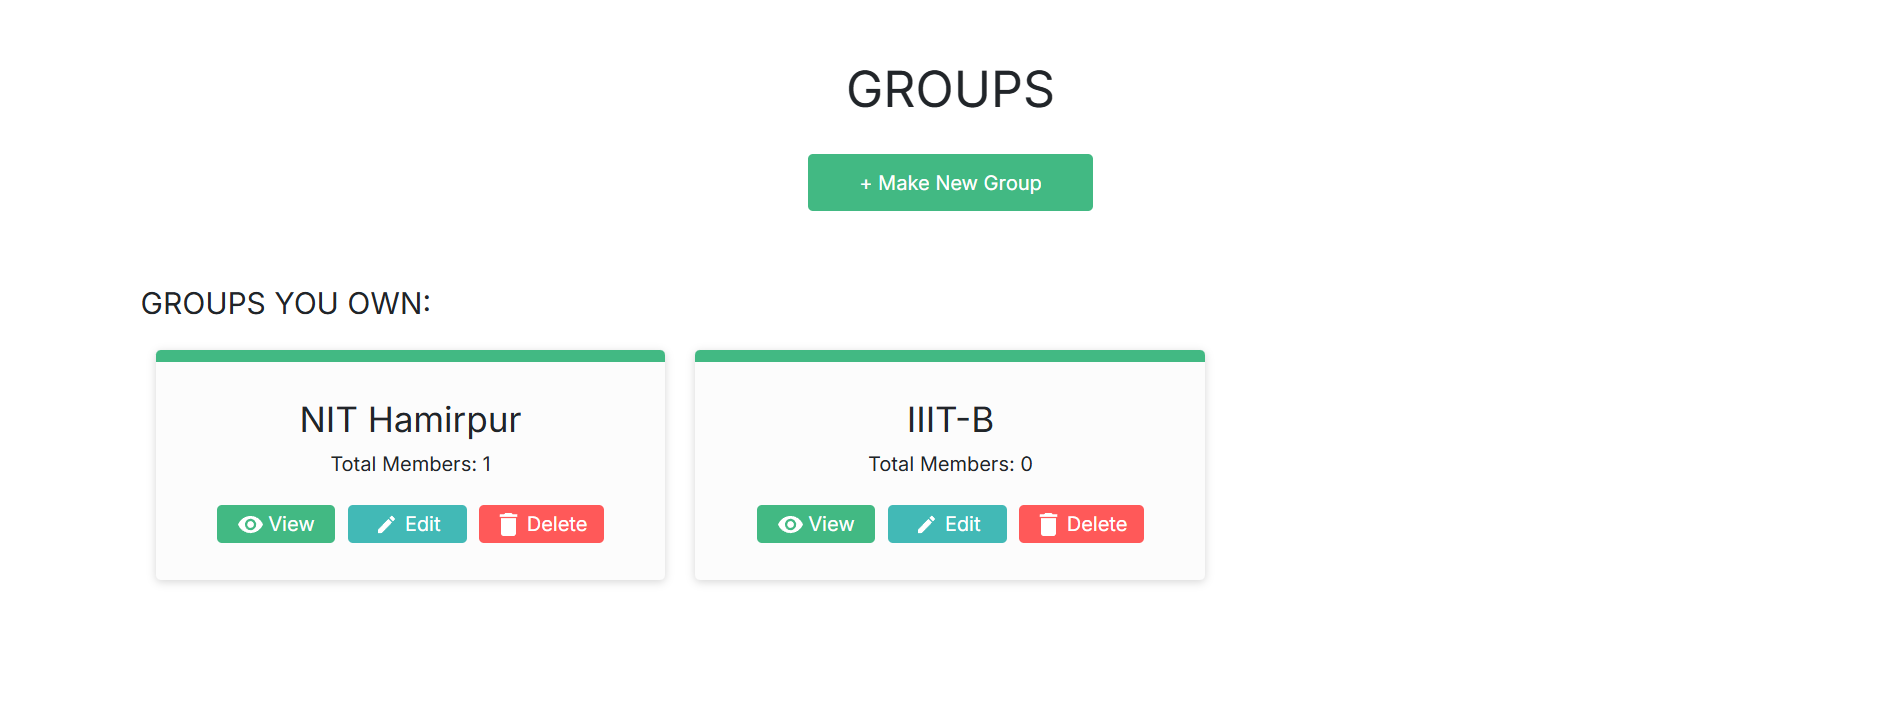 GROUPS
+ Make New Group
GROUPS YOU OWN:
NIT Hamirpur
Total Members: 1
View Edit Delete
IIIT-B
Total Members: 0
View Edit Delete